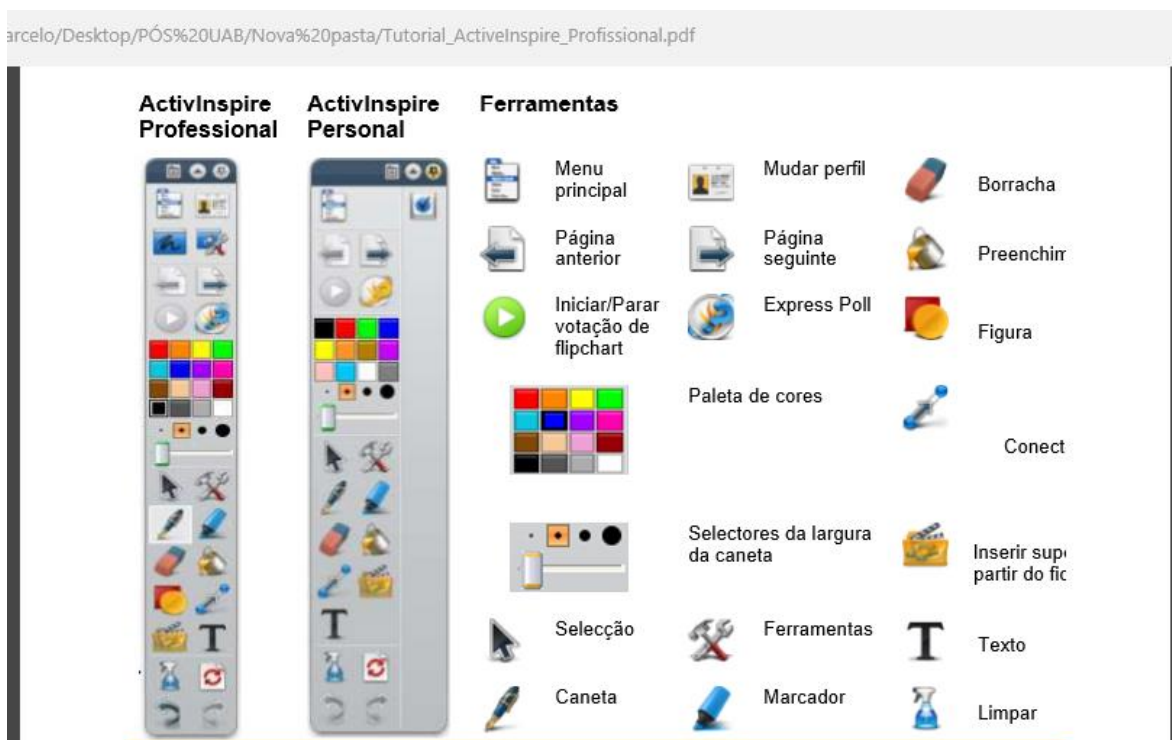 arcelo/Desktop/PÓS%20UAB/Nova%20pasta/Tutorial_ActiveInspire_Profissional.pdf
ActivInspire
Professional
ActivInspire
Personal
Ferramentas
Menu
principal
Mudar perfil
Borracha
Página
anterior
Página
seguinte
Preenchim
Iniciar/Parar
votação de
flipchart
Express Poll
Figura
Paleta de cores
Conect
Selectores da largura
da caneta
Inserir supo
partir do fic
Selecção
Ferramentas
Texto
Caneta
Marcador
Limpar